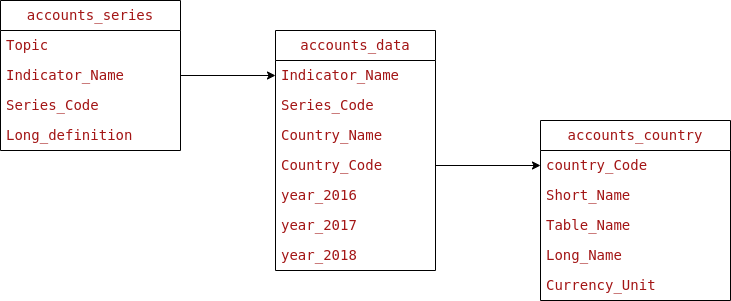 accounts_series
Topic
Indicator_Name
Series_Code
Long_definition
accounts_data
Indicator_Name
Series_Code
Country_Name
Country_Code
year_2016
year_2017
year_2018
accounts_country
country_Code
Short_Name
Table_Name
Long_Name
Currency_Unit